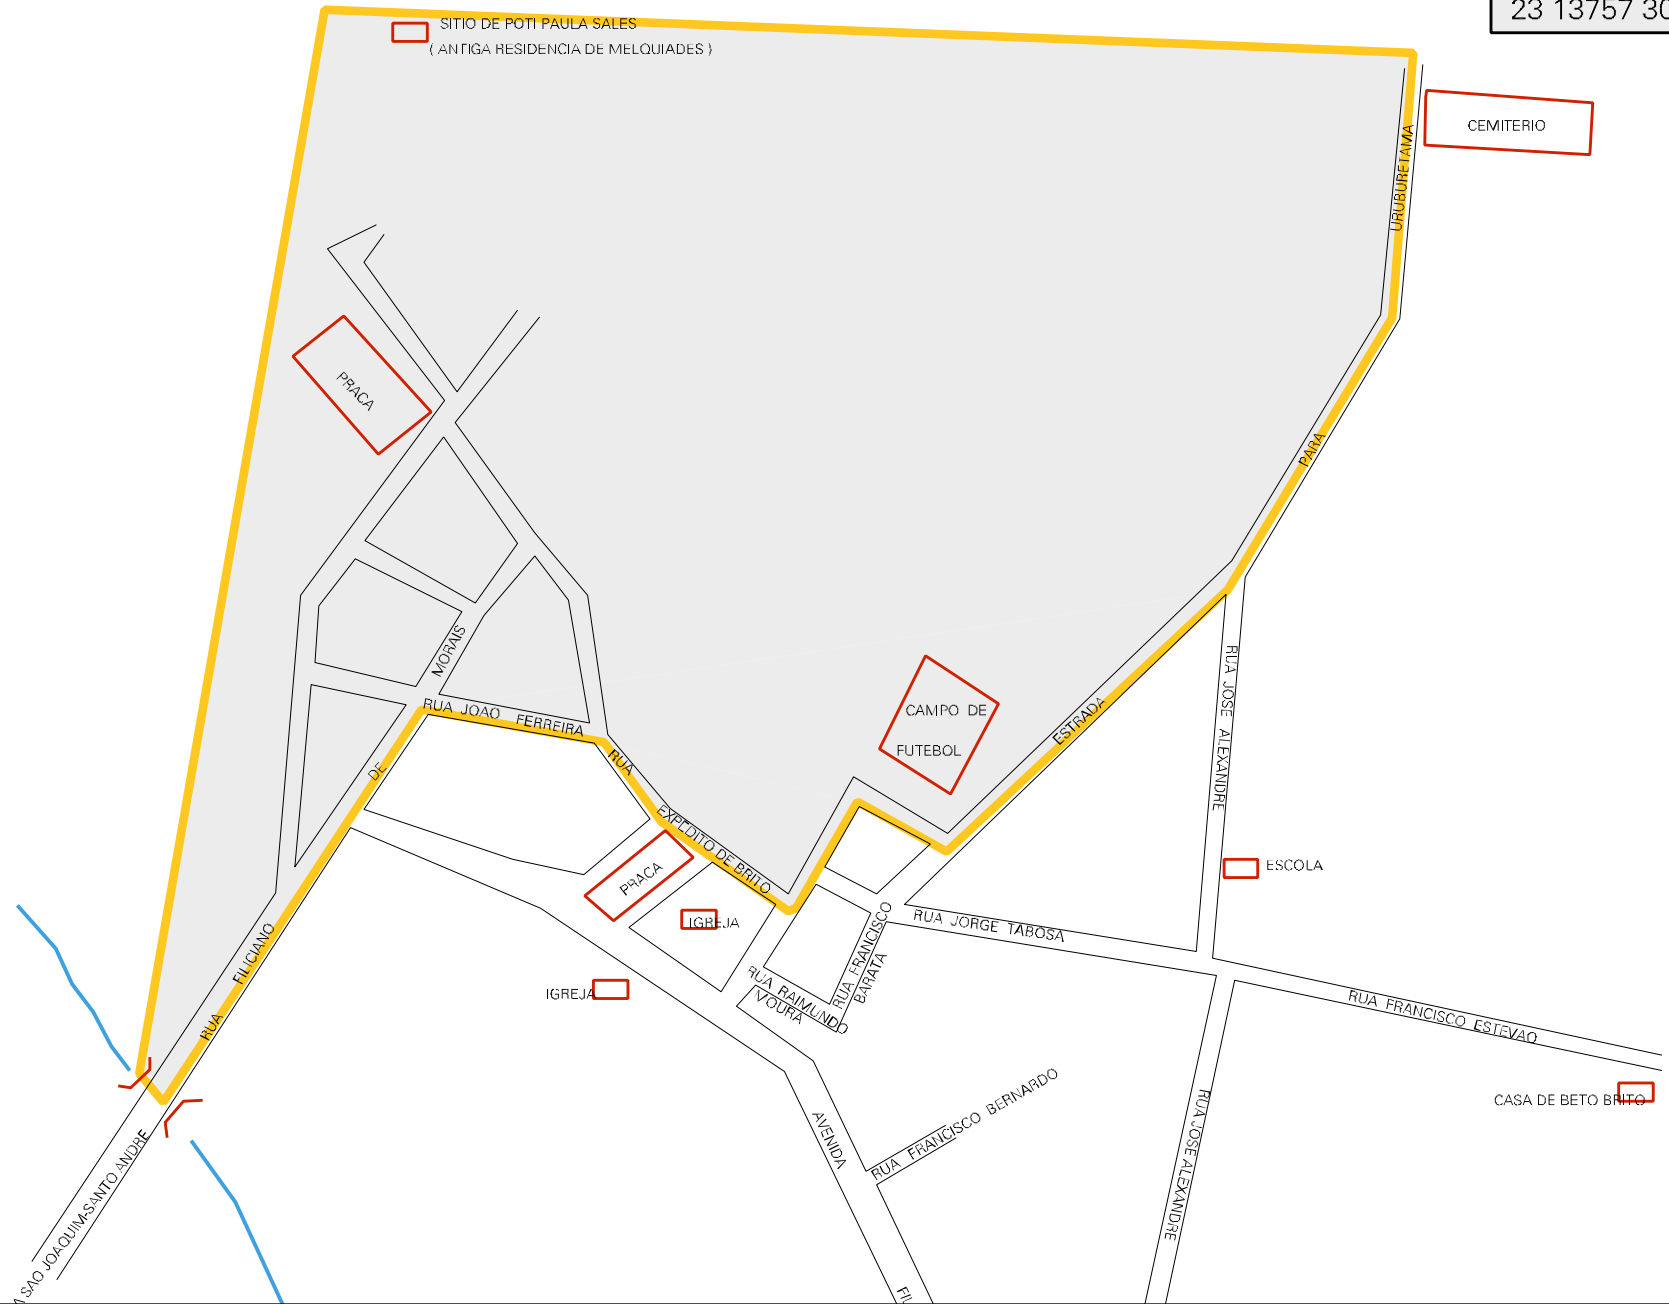 23 13757 30
SITIO DE POTI PAULA SALES
( ANTIGA RESIDENCIA DE MELQUIADES )
CEMITERIO
URUBURETAMA
PRACA
PARA
MORAIS
RUA JOAO FERREIRA
RUA JOSE ALEXANDRE
CAMPO DE
FUTEBOL
ESTRADA
RUA
DE
EXPEDITO DE BRITO
PRACA
ESCOLA
IGREJA
RUA FRANCISCO
BARATA
RUA JORGE TABOSA
FILICIANO
RUA RAIMUNDO
VOURA
IGREJA
RUA
RUA FRANCISCO ESTEVAO
CASA DE BETO BRITO
RUA FRANCISCO BERNARDO
AVENIDA
RUA JOSE ALEXANDRE
A SAO JOAQUIM-SANTO ANDRE